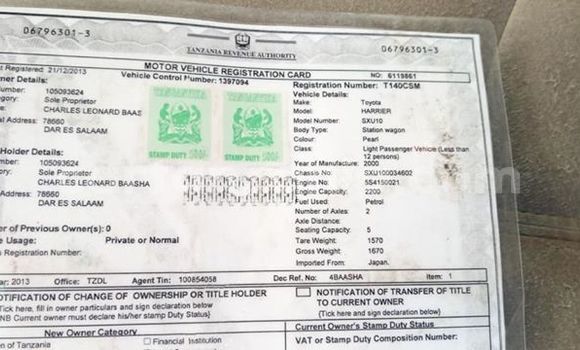 06796301-3
06796301-3
TANZANIA REVENUE AUTHORITY
MOTOR VEHICLE REGISTRATION CARD
NO: 6119861
st Registered: 21/12/2013
Vehicle Control Number: 1397094
Registration Number: T140CSM
wner Details:
Vehicle Details:
105093624
Make: Toyota
Sole Proprietor
Model: HARRIER
CHARLES LEONARD BAAS
Model Number: SXU10
Body Type: Station wagon
78660
Colour: Pearl
DAR ES SALAAM
Class: Light Passenger Vehicle (Less than 12 persons)
STAMP DUTY 500/-
STAMP DUTY 500/-
Holder Details:
Year of Manufacture: 2000
105093624
Chassis No: SXU100034602
Sole Proprietor
Engine No: 5S4150021
CHARLES LEONARD BAASHA
Engine Capacity: 2200
Fuel Used: Petrol
78660
Number of Axles: 2
DAR ES SALAAM
Axle Distance:
er of Previous Owner(s): 0
Seating Capacity: 5
e Usage: Private or Normal
Tare Weight: 1570
s Registration Number:
Gross Weight: 1670
Imported From: Japan.
ear: 2013 Office: TZDL Agent Tin: 100854058 Dec Ref. No: 4BAASHA Item: 1
OTIFICATION OF CHANGE OF OWNERSHIP OR TITLE HOLDER
Tick here, fill in owner particulars and sign declaration below)
NB Current owner must declare his/her stamp Duty Status)
NOTIFICATION OF TRANSFER OF TITLE TO CURRENT OWNER
(Tick here and sign declaration below)
New Owner Category
Current Owner's Stamp Duty Status
en of Tanzania
Financial Institution
VAT or Stamp Duty Composition Number: